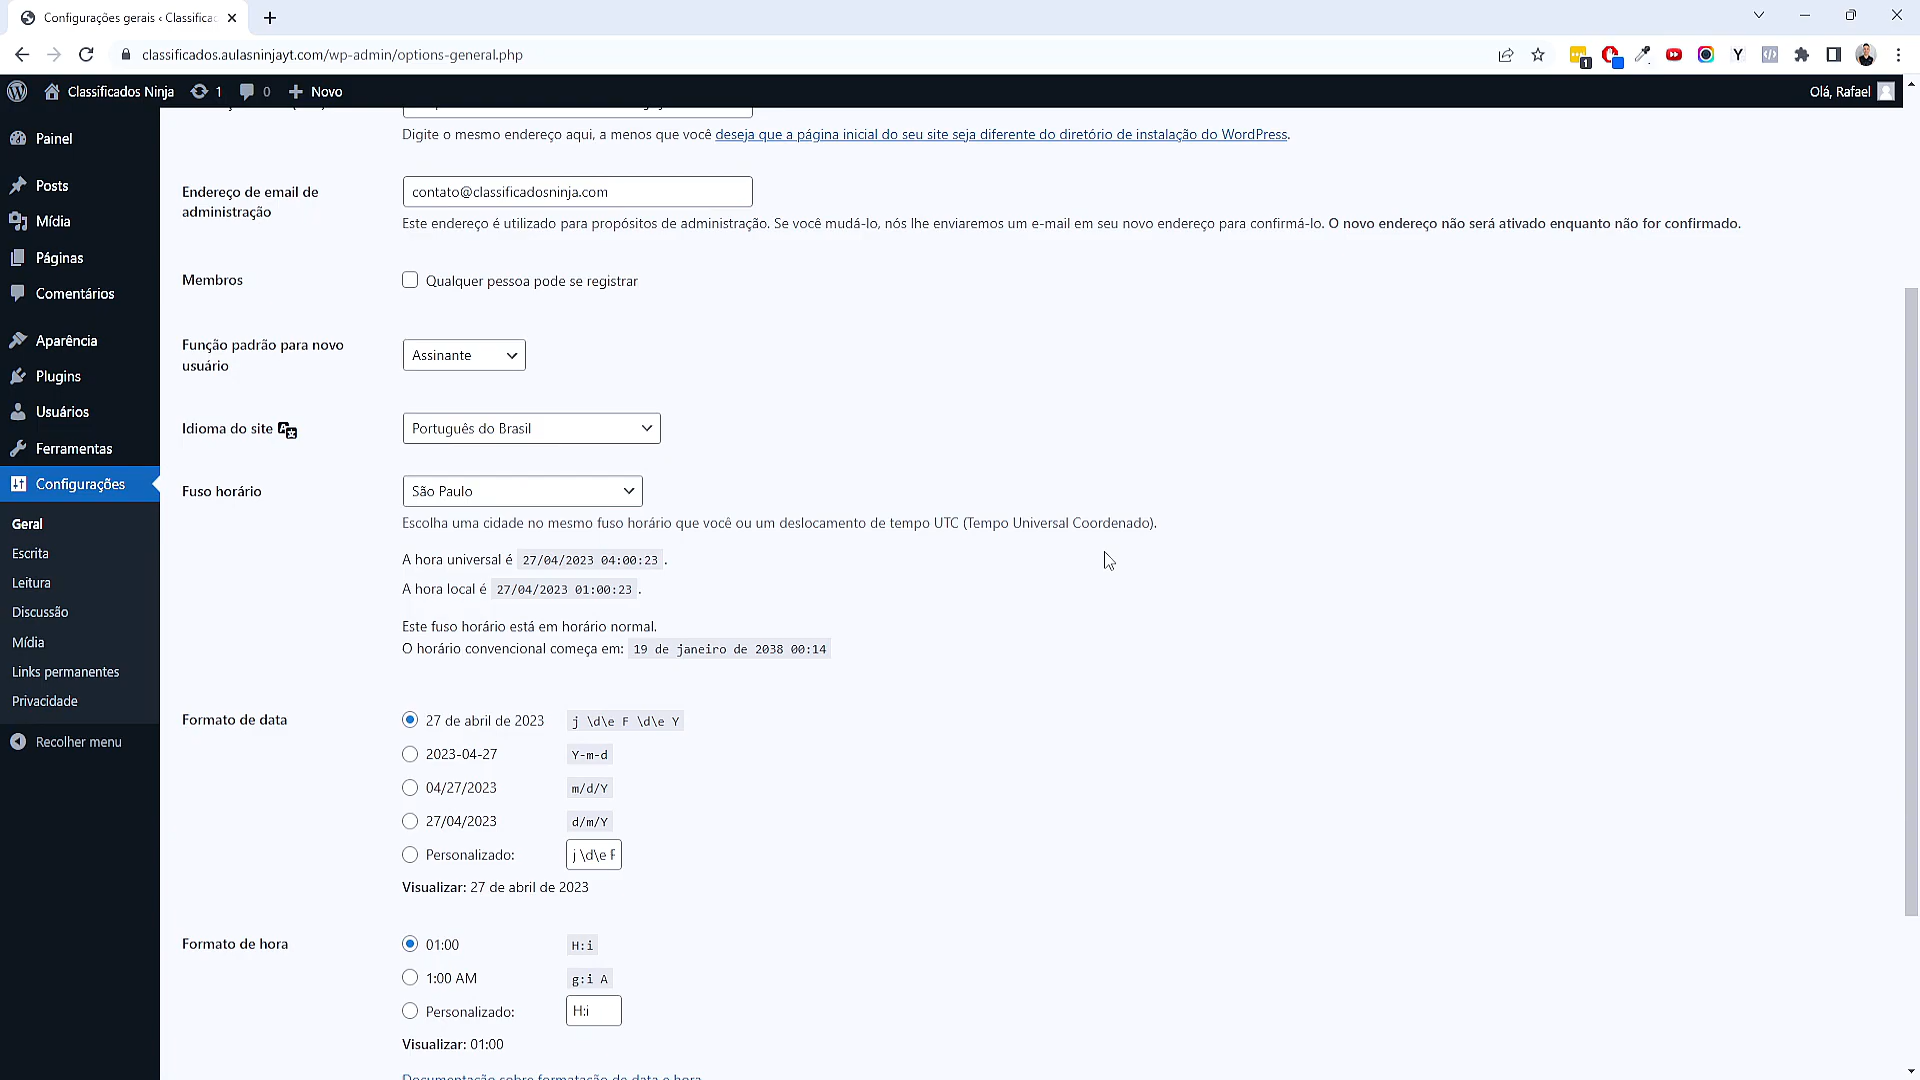 Configurações gerais ‹ Classifica
classificados.aulasninjayt.com/wp-admin/options-general.php
1
Y
Classificados Ninja
1
0
Novo
Olá, Rafael
Painel
Posts
Mídia
Páginas
Comentários
Aparência
Plugins
Usuários
Ferramentas
Configurações
Geral
Escrita
Leitura
Discussão
Mídia
Links permanentes
Privacidade
Recolher menu
Digite o mesmo endereço aqui, a menos que você deseja que a página inicial do seu site seja diferente do diretório de instalação do WordPress.
Endereço de email de
administração
contato@classificadosninja.com
Este endereço é utilizado para propósitos de administração. Se você mudá-lo, nós lhe enviaremos um e-mail em seu novo endereço para confirmá-lo. O novo endereço não será ativado enquanto não for confirmado.
Membros
Qualquer pessoa pode se registrar
Função padrão para novo
usuário
Assinante
Idioma do site
Português do Brasil
Fuso horário
São Paulo
Escolha uma cidade no mesmo fuso horário que você ou um deslocamento de tempo UTC (Tempo Universal Coordenado).
A hora universal é 27/04/2023 04:00:23 .
A hora local é 27/04/2023 01:00:23 .
Este fuso horário está em horário normal.
O horário convencional começa em: 19 de janeiro de 2038 00:14
Formato de data
27 de abril de 2023 j \d\e F \d\e Y
2023-04-27 Y-m-d
04/27/2023 m/d/Y
27/04/2023 d/m/Y
Personalizado: j \d\e F
Visualizar: 27 de abril de 2023
Formato de hora
01:00 H:i
1:00 AM g:i A
Personalizado: H:i
Visualizar: 01:00
Documentação sobre formatação de data e hora